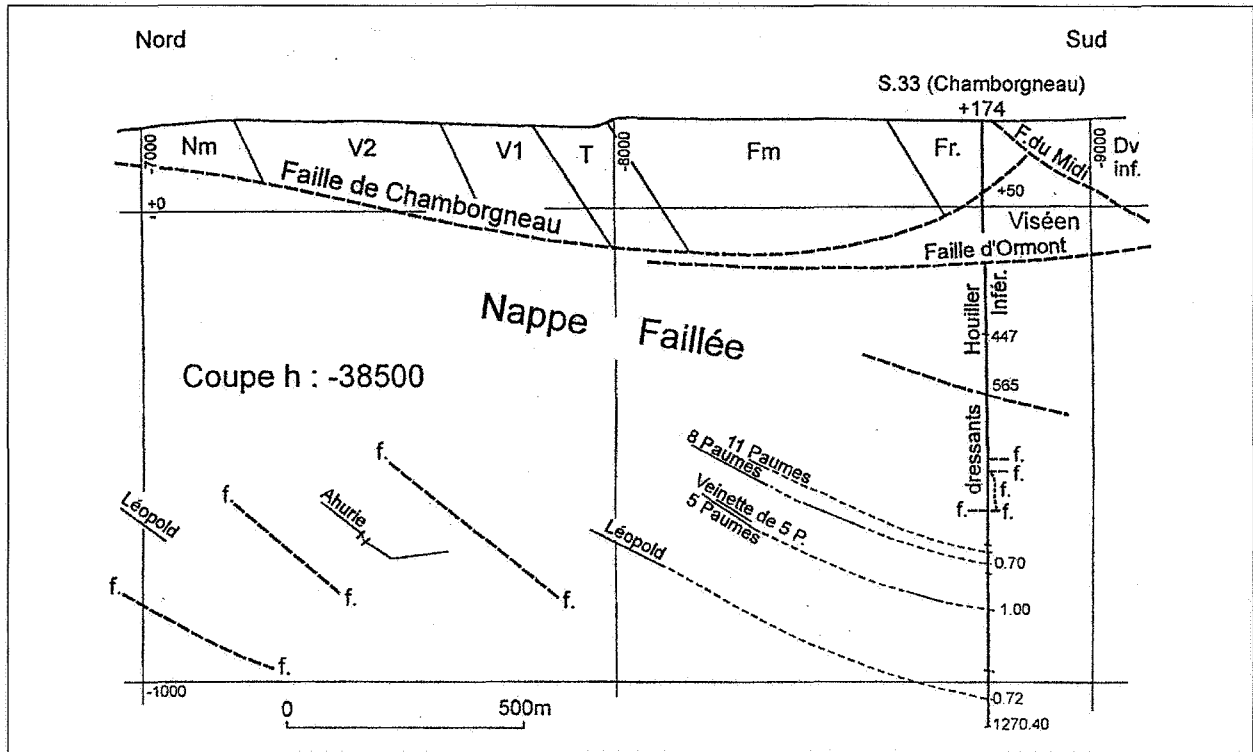 Nord
Sud
S.33 (Chamborgneau)
+174
-7000
Nm
V2
V1
T
-8000
Fm
Fr.
F.du Midi
-9000
Dv
inf.
Faille de Chamborgneau
+0
+50
Viséen
Faille d'Ormont
Nappe Faillée
Houiller
Infér.
447
Coupe h : -38500
565
dressants
11 Paumes
8 Paumes
f.
f.
f.
f.
f.
f.
f.
Ahurie
Léopold
Veinette de 5 P.
5 Paumes
Léopold
0.70
f.
f.
f.
1.00
f.
-1000
0.72
0
500m
1270.40